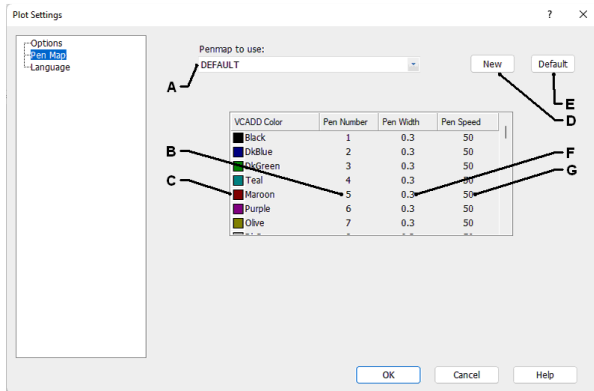 Plot Settings ? ×
Options
Pen Map
Language
Penmap to use:
DEFAULT
New
Default
A
E
D
VCADD Color Pen Number Pen Width Pen Speed
Black 1 0.3 50
DkBlue 2 0.3 50
B
F
DkGreen 3 0.3 50
G
Teal 4 0.3 50
C
Maroon 5 0.3 50
Purple 6 0.3 50
Olive 7 0.3 50
OK
Cancel
Help